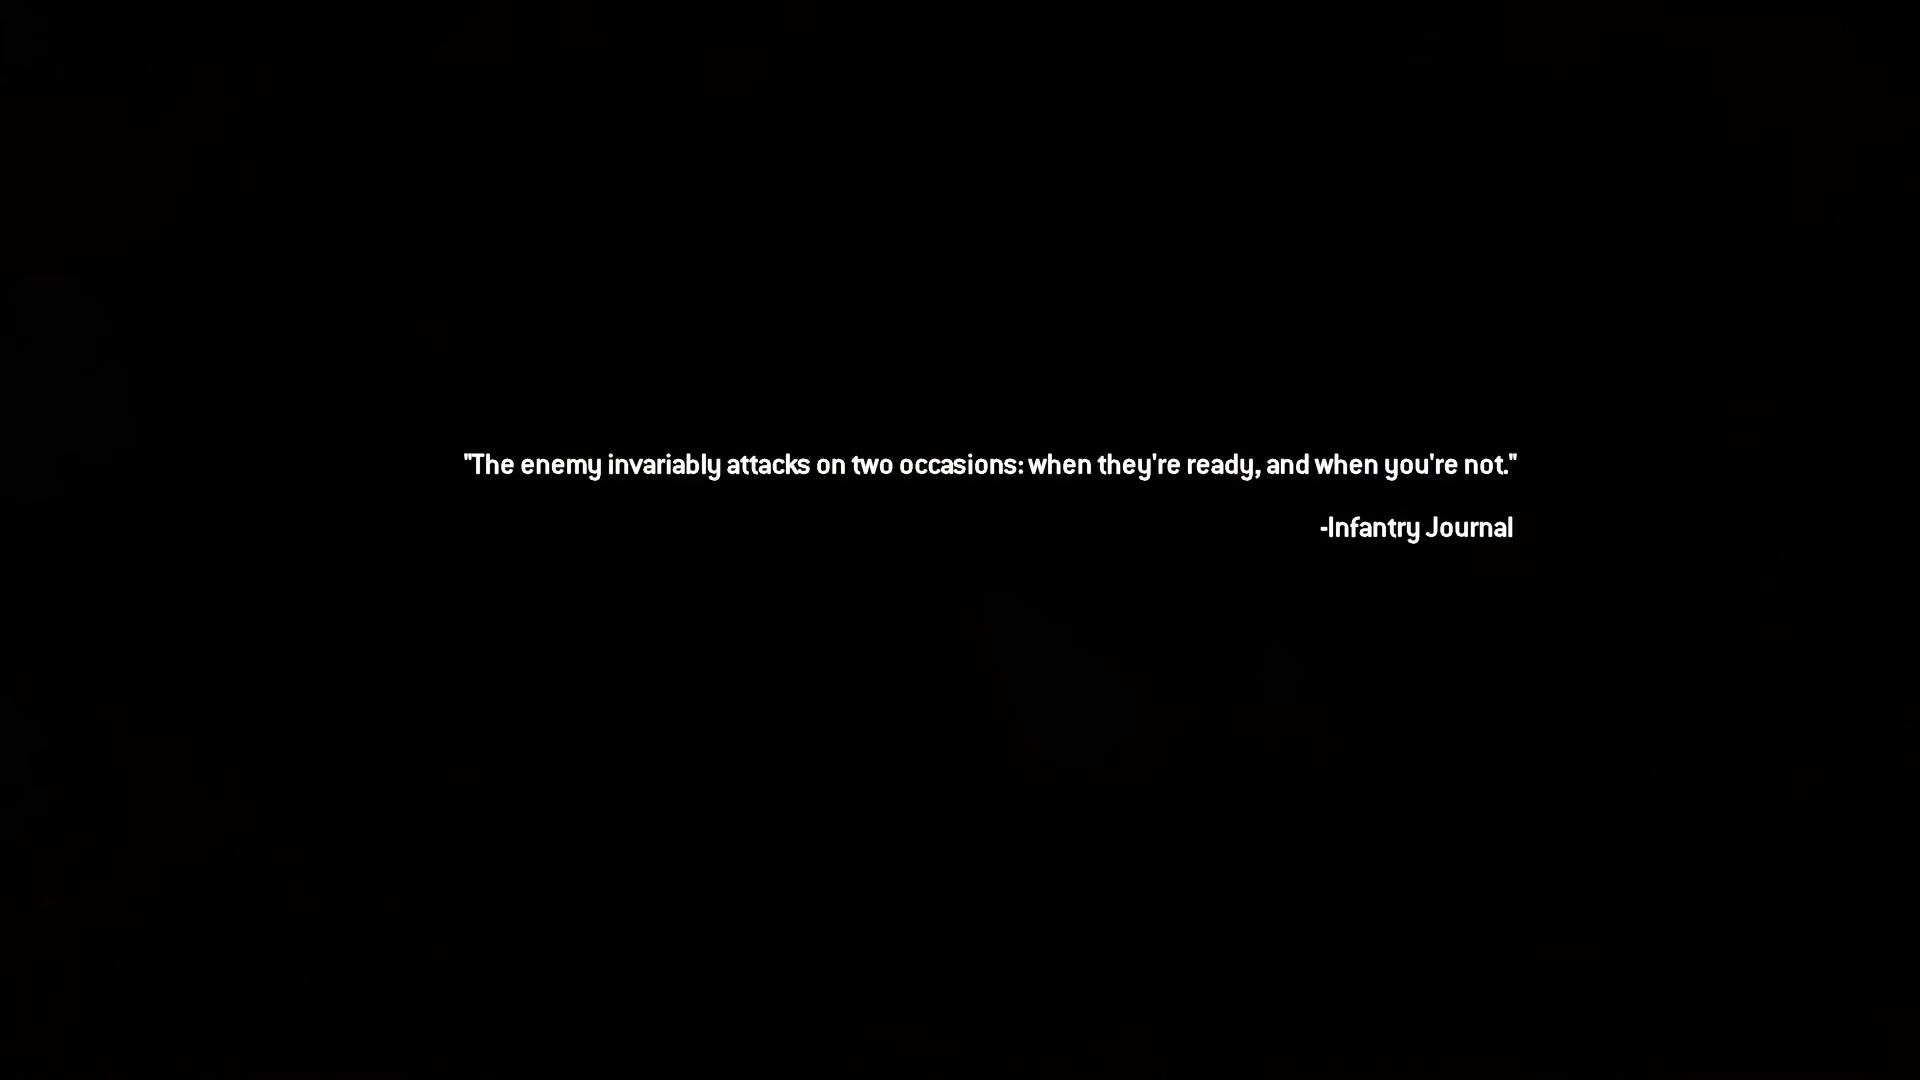 "The enemy invariably attacks on two occasions: when they're ready, and when you're not."
-Infantry Journal